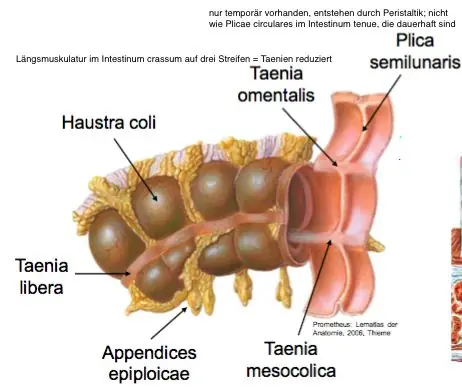 nur temporär vorhanden, entstehen durch Peristaltik; nicht
wie Plicae circulares im Intestinum tenue, die dauerhaft sind
Plica
semilunaris
Längsmuskulatur im Intestinum crassum auf drei Streifen = Taenien reduziert
Taenia
omentalis
Haustra coli
Taenia
libera
Prometheus: Lernatlas der
Anatomie, 2006, Thieme
Appendices
epiploicae
Taenia
mesocolica